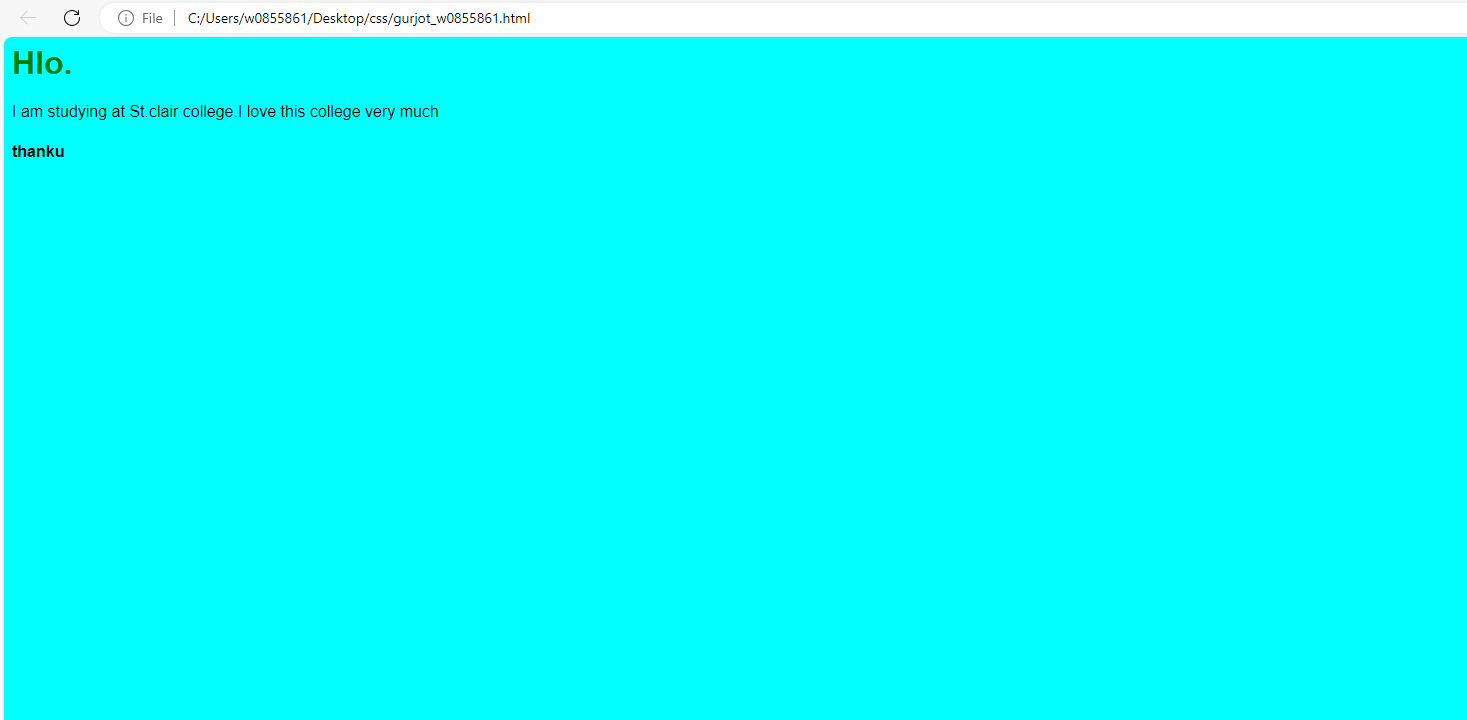 File C:/Users/w0855861/Desktop/css/gurjot_w0855861.html
Hlo.
I am studying at St.clair college.I love this college very much
thanku